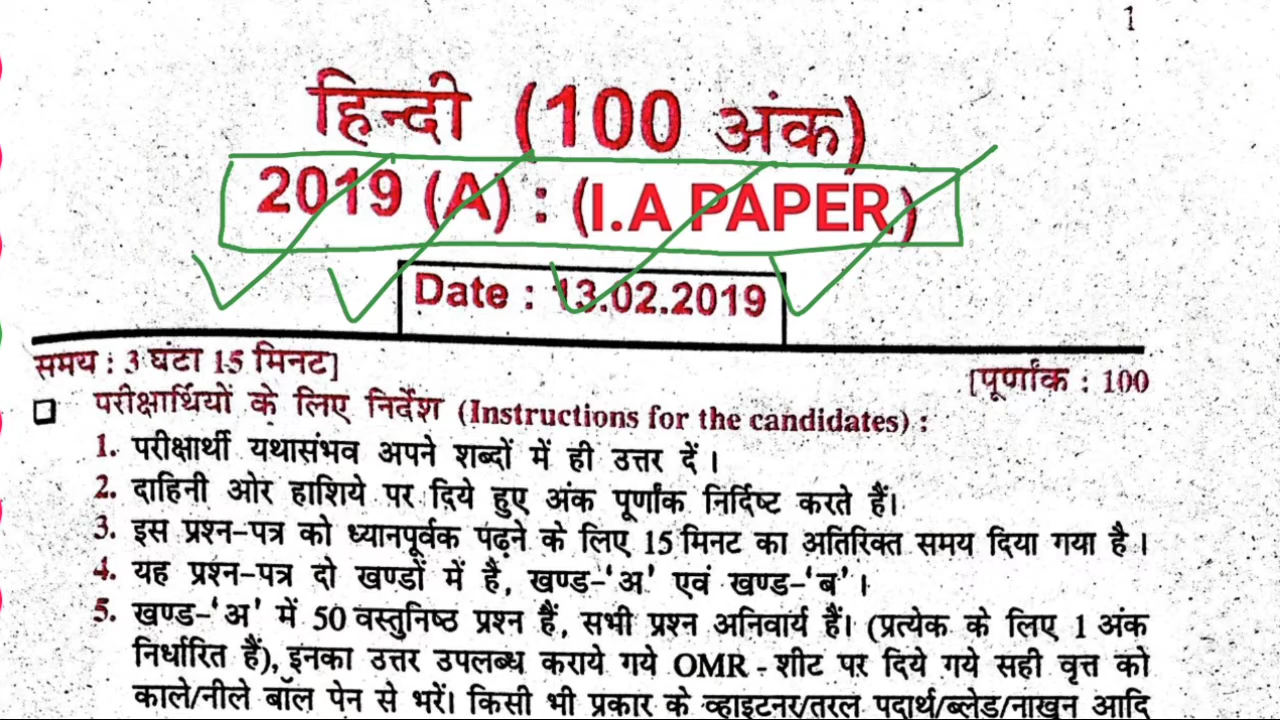 1
हिन्दी (100 अंक)
2019 (A) : (I.A PAPER)
Date : 13.02.2019
समय : 3 घंटा 15 मिनट]
[पूर्णांक : 100
परीक्षार्थियों के लिए निर्देश (Instructions for the candidates) :
1. परीक्षार्थी यथासंभव अपने शब्दों में ही उत्तर दें ।
2. दाहिनी ओर हाशिये पर दिये हुए अंक पूर्णांक निर्दिष्ट करते हैं।
3. इस प्रश्न-पत्र को ध्यानपूर्वक पढ़ने के लिए 15 मिनट का अतिरिक्त समय दिया गया है ।
4. यह प्रश्न-पत्र दो खण्डों में है, खण्ड-‘अ’ एवं खण्ड-‘ब’ ।
5. खण्ड-‘अ’ में 50 वस्तुनिष्ठ प्रश्न हैं, सभी प्रश्न अनिवार्य हैं। (प्रत्येक के लिए 1 अंक
निर्धारित हैं), इनका उत्तर उपलब्ध कराये गये OMR - शीट पर दिये गये सही वृत्त को
काले/नीले बॉल पेन से भरें। किसी भी प्रकार के व्हाइटनर/तरल पदार्थ/ब्लेड/नाखून आदि